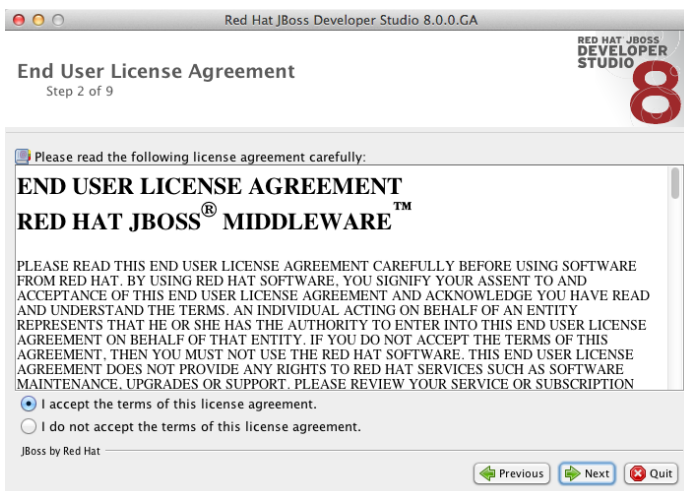 Red Hat JBoss Developer Studio 8.0.0.GA
End User License Agreement
Step 2 of 9
RED HAT JBOSS
DEVELOPER
STUDIO
8
Please read the following license agreement carefully:
END USER LICENSE AGREEMENT
RED HAT JBOSS® MIDDLEWARE™
PLEASE READ THIS END USER LICENSE AGREEMENT CAREFULLY BEFORE USING SOFTWARE
FROM RED HAT. BY USING RED HAT SOFTWARE, YOU SIGNIFY YOUR ASSENT TO AND
ACCEPTANCE OF THIS END USER LICENSE AGREEMENT AND ACKNOWLEDGE YOU HAVE READ
AND UNDERSTAND THE TERMS. AN INDIVIDUAL ACTING ON BEHALF OF AN ENTITY
REPRESENTS THAT HE OR SHE HAS THE AUTHORITY TO ENTER INTO THIS END USER LICENSE
AGREEMENT ON BEHALF OF THAT ENTITY. IF YOU DO NOT ACCEPT THE TERMS OF THIS
AGREEMENT, THEN YOU MUST NOT USE THE RED HAT SOFTWARE. THIS END USER LICENSE
AGREEMENT DOES NOT PROVIDE ANY RIGHTS TO RED HAT SERVICES SUCH AS SOFTWARE
MAINTENANCE, UPGRADES OR SUPPORT. PLEASE REVIEW YOUR SERVICE OR SUBSCRIPTION
I accept the terms of this license agreement.
I do not accept the terms of this license agreement.
JBoss by Red Hat
Previous
Next
Quit